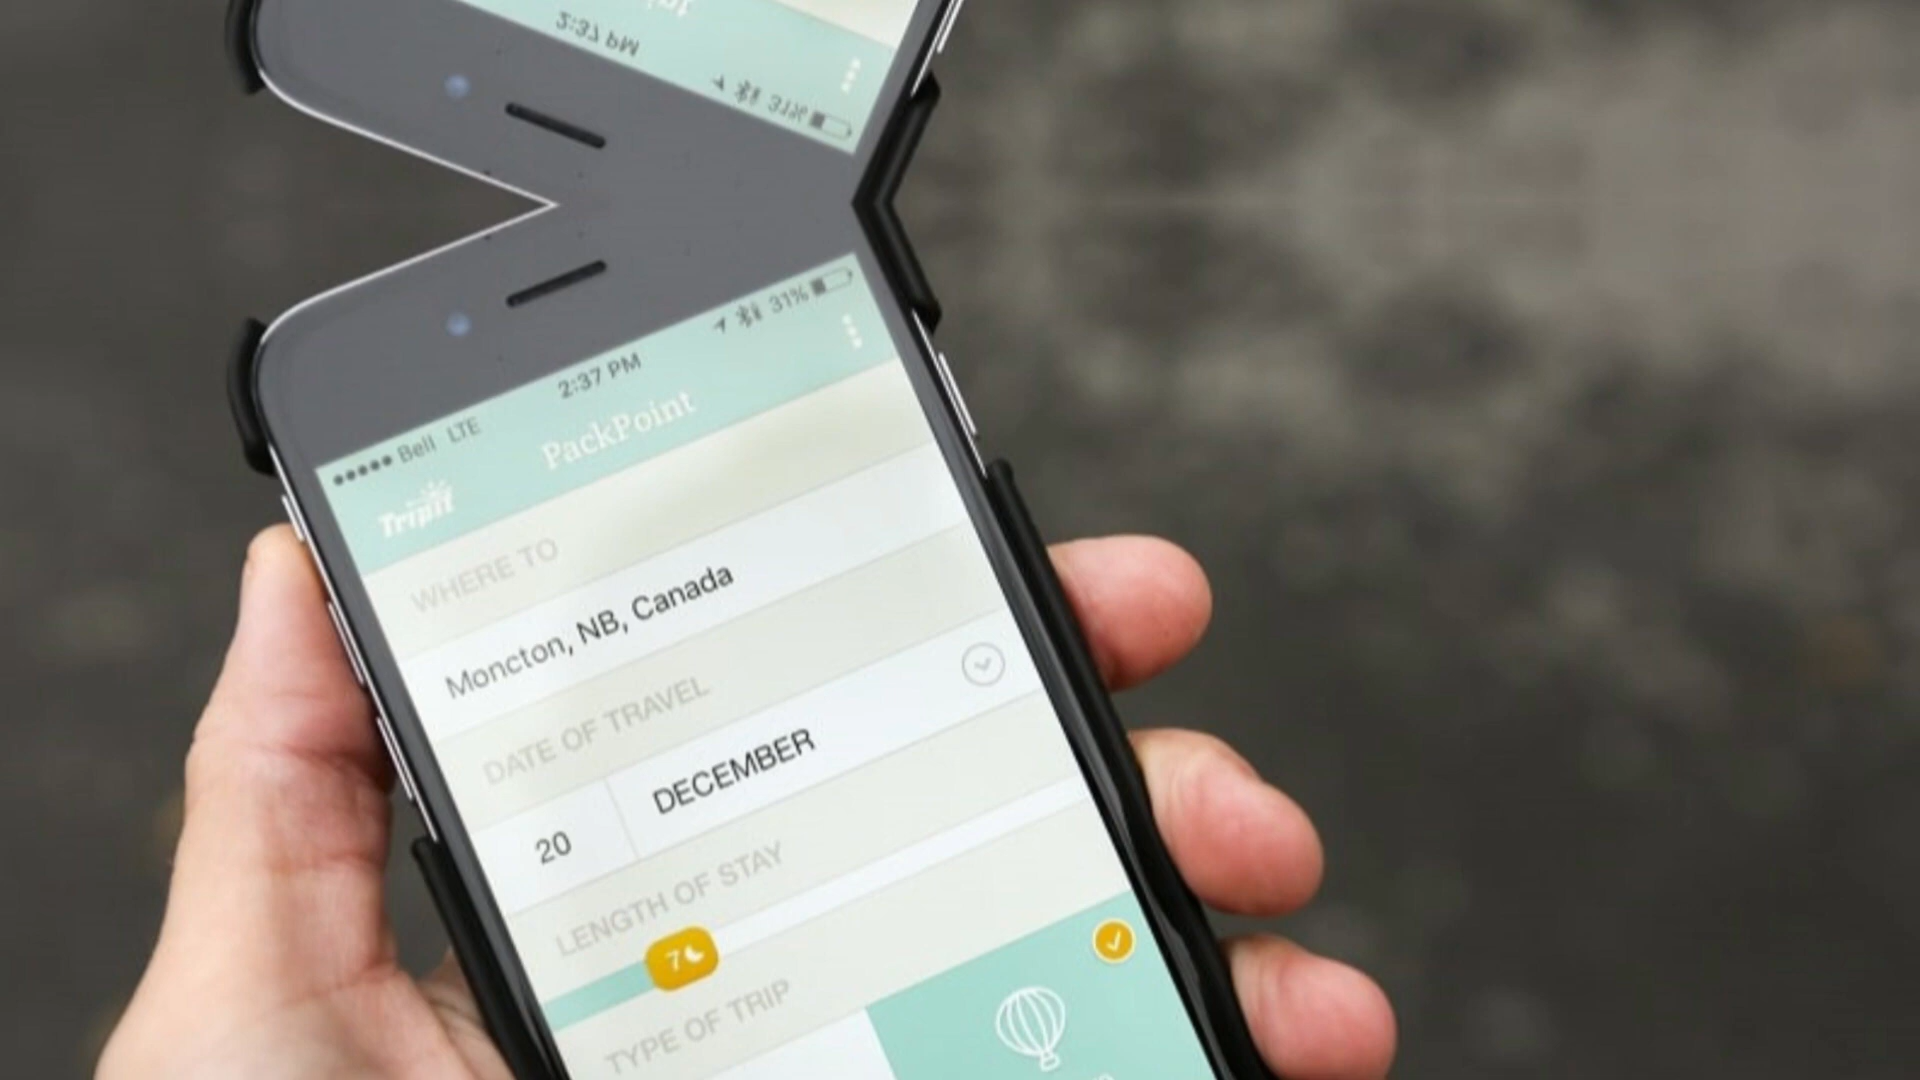 2:37 PM
31%
31%
2:37 PM
Bell LTE
PackPoint
TripIt
WHERE TO
Moncton, NB, Canada
DATE OF TRAVEL
20 DECEMBER
LENGTH OF STAY
7
TYPE OF TRIP